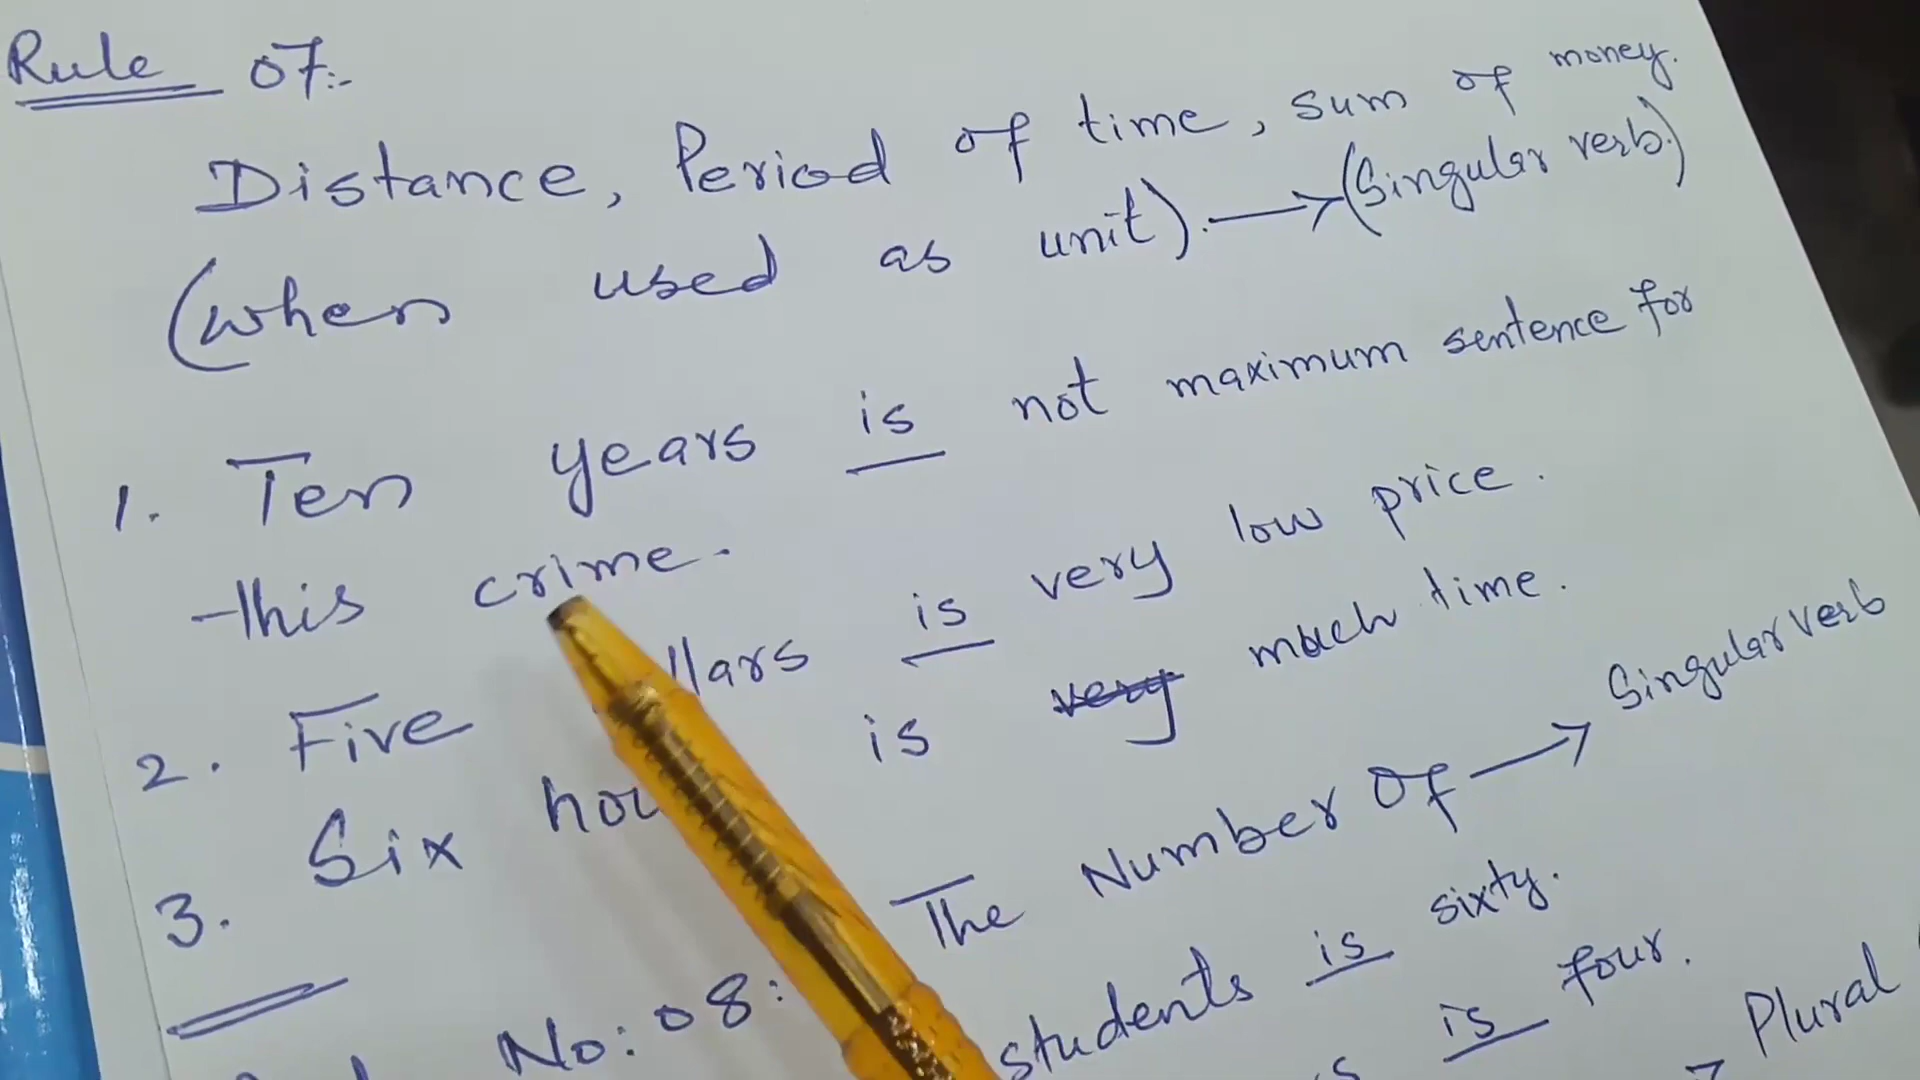 Rule 07:-
Distance, Period of time, sum of money.
(when used as unit). → (Singular verb.)
1. Ten years is not maximum sentence for
this crime.
2. Five is very low price.
3. Six is very much time.
No: 08: The Number Of → Singular verb
students is sixty.
is four.
Plural